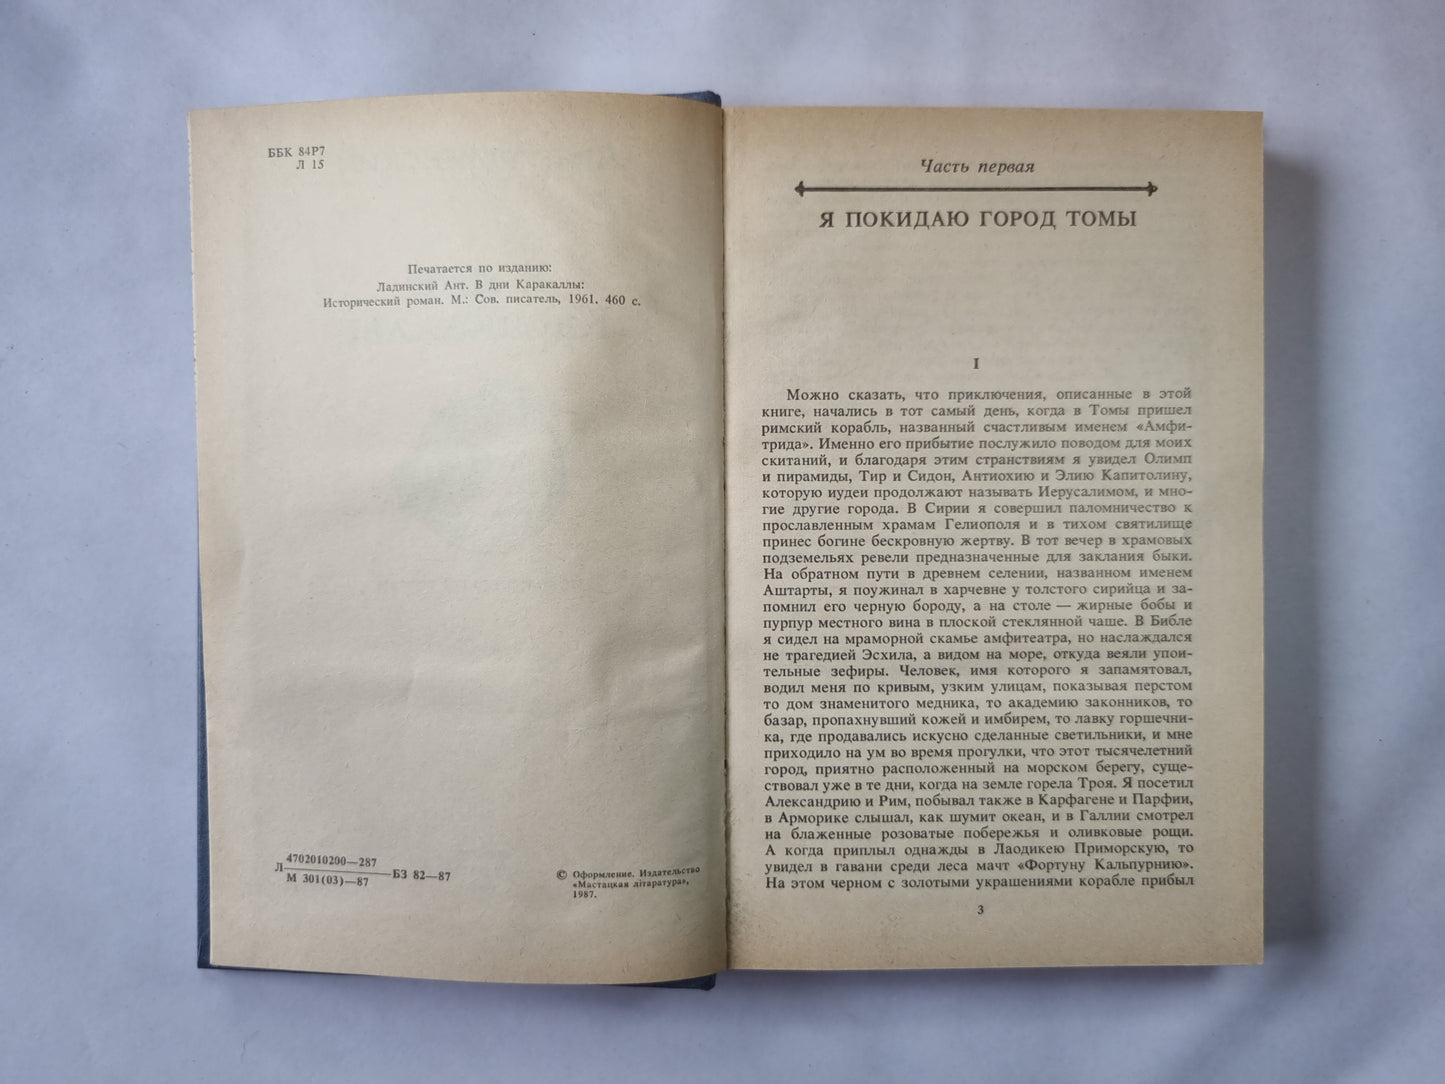 ББК 84Р7
Л 15
Печатается по изданию:
Ладинский Ант. В дни Каракаллы:
Исторический роман. М.: Сов. писатель, 1961. 460 с.
Л 4702010200—287
М 301(03)—87
БЗ 82—87
© Оформление. Издательство
«Мастацкая літаратура»,
1987.
Часть первая
Я ПОКИДАЮ ГОРОД ТОМЫ
I
Можно сказать, что приключения, описанные в этой
книге, начались в тот самый день, когда в Томы пришел
римский корабль, названный счастливым именем «Амфи-
трида». Именно его прибытие послужило поводом для моих
скитаний, и благодаря этим странствиям я увидел Олимп
и пирамиды, Тир и Сидон, Антиохию и Элию Капитолину,
которую иудеи продолжают называть Иерусалимом, и мно-
гие другие города. В Сирии я совершил паломничество к
прославленным храмам Гелиополя и в тихом святилище
принес богине бескровную жертву. В тот вечер в храмовых
подземельях ревели предназначенные для заклания быки.
На обратном пути в древнем селении, названном именем
Аштарты, я поужинал в харчевне у толстого сирийца и за-
помнил его черную бороду, а на столе — жирные бобы и
пурпур местного вина в плоской стеклянной чаше. В Библе
я сидел на мраморной скамье амфитеатра, но наслаждался
не трагедией Эсхила, а видом на море, откуда веяли упои-
тельные зефиры. Человек, имя которого я запамятовал,
водил меня по кривым, узким улицам, показывая перстом
то дом знаменитого медника, то академию законников, то
базар, пропахнувший кожей и имбирем, то лавку горшечни-
ка, где продавались искусно сделанные светильники, и мне
приходило на ум во время прогулки, что этот тысячелетний
город, приятно расположенный на морском берегу, суще-
ствовал уже в те дни, когда на земле горела Троя. Я посетил
Александрию и Рим, побывал также в Карфагене и Парфии,
в Арморике слышал, как шумит океан, и в Галлии смотрел
на блаженные розоватые побережья и оливковые рощи.
А когда приплыл однажды в Лаодикею Приморскую, то
увидел в гавани среди леса мачт «Фортуну Кальпурнию».
На этом черном с золотыми украшениями корабле прибыл
3